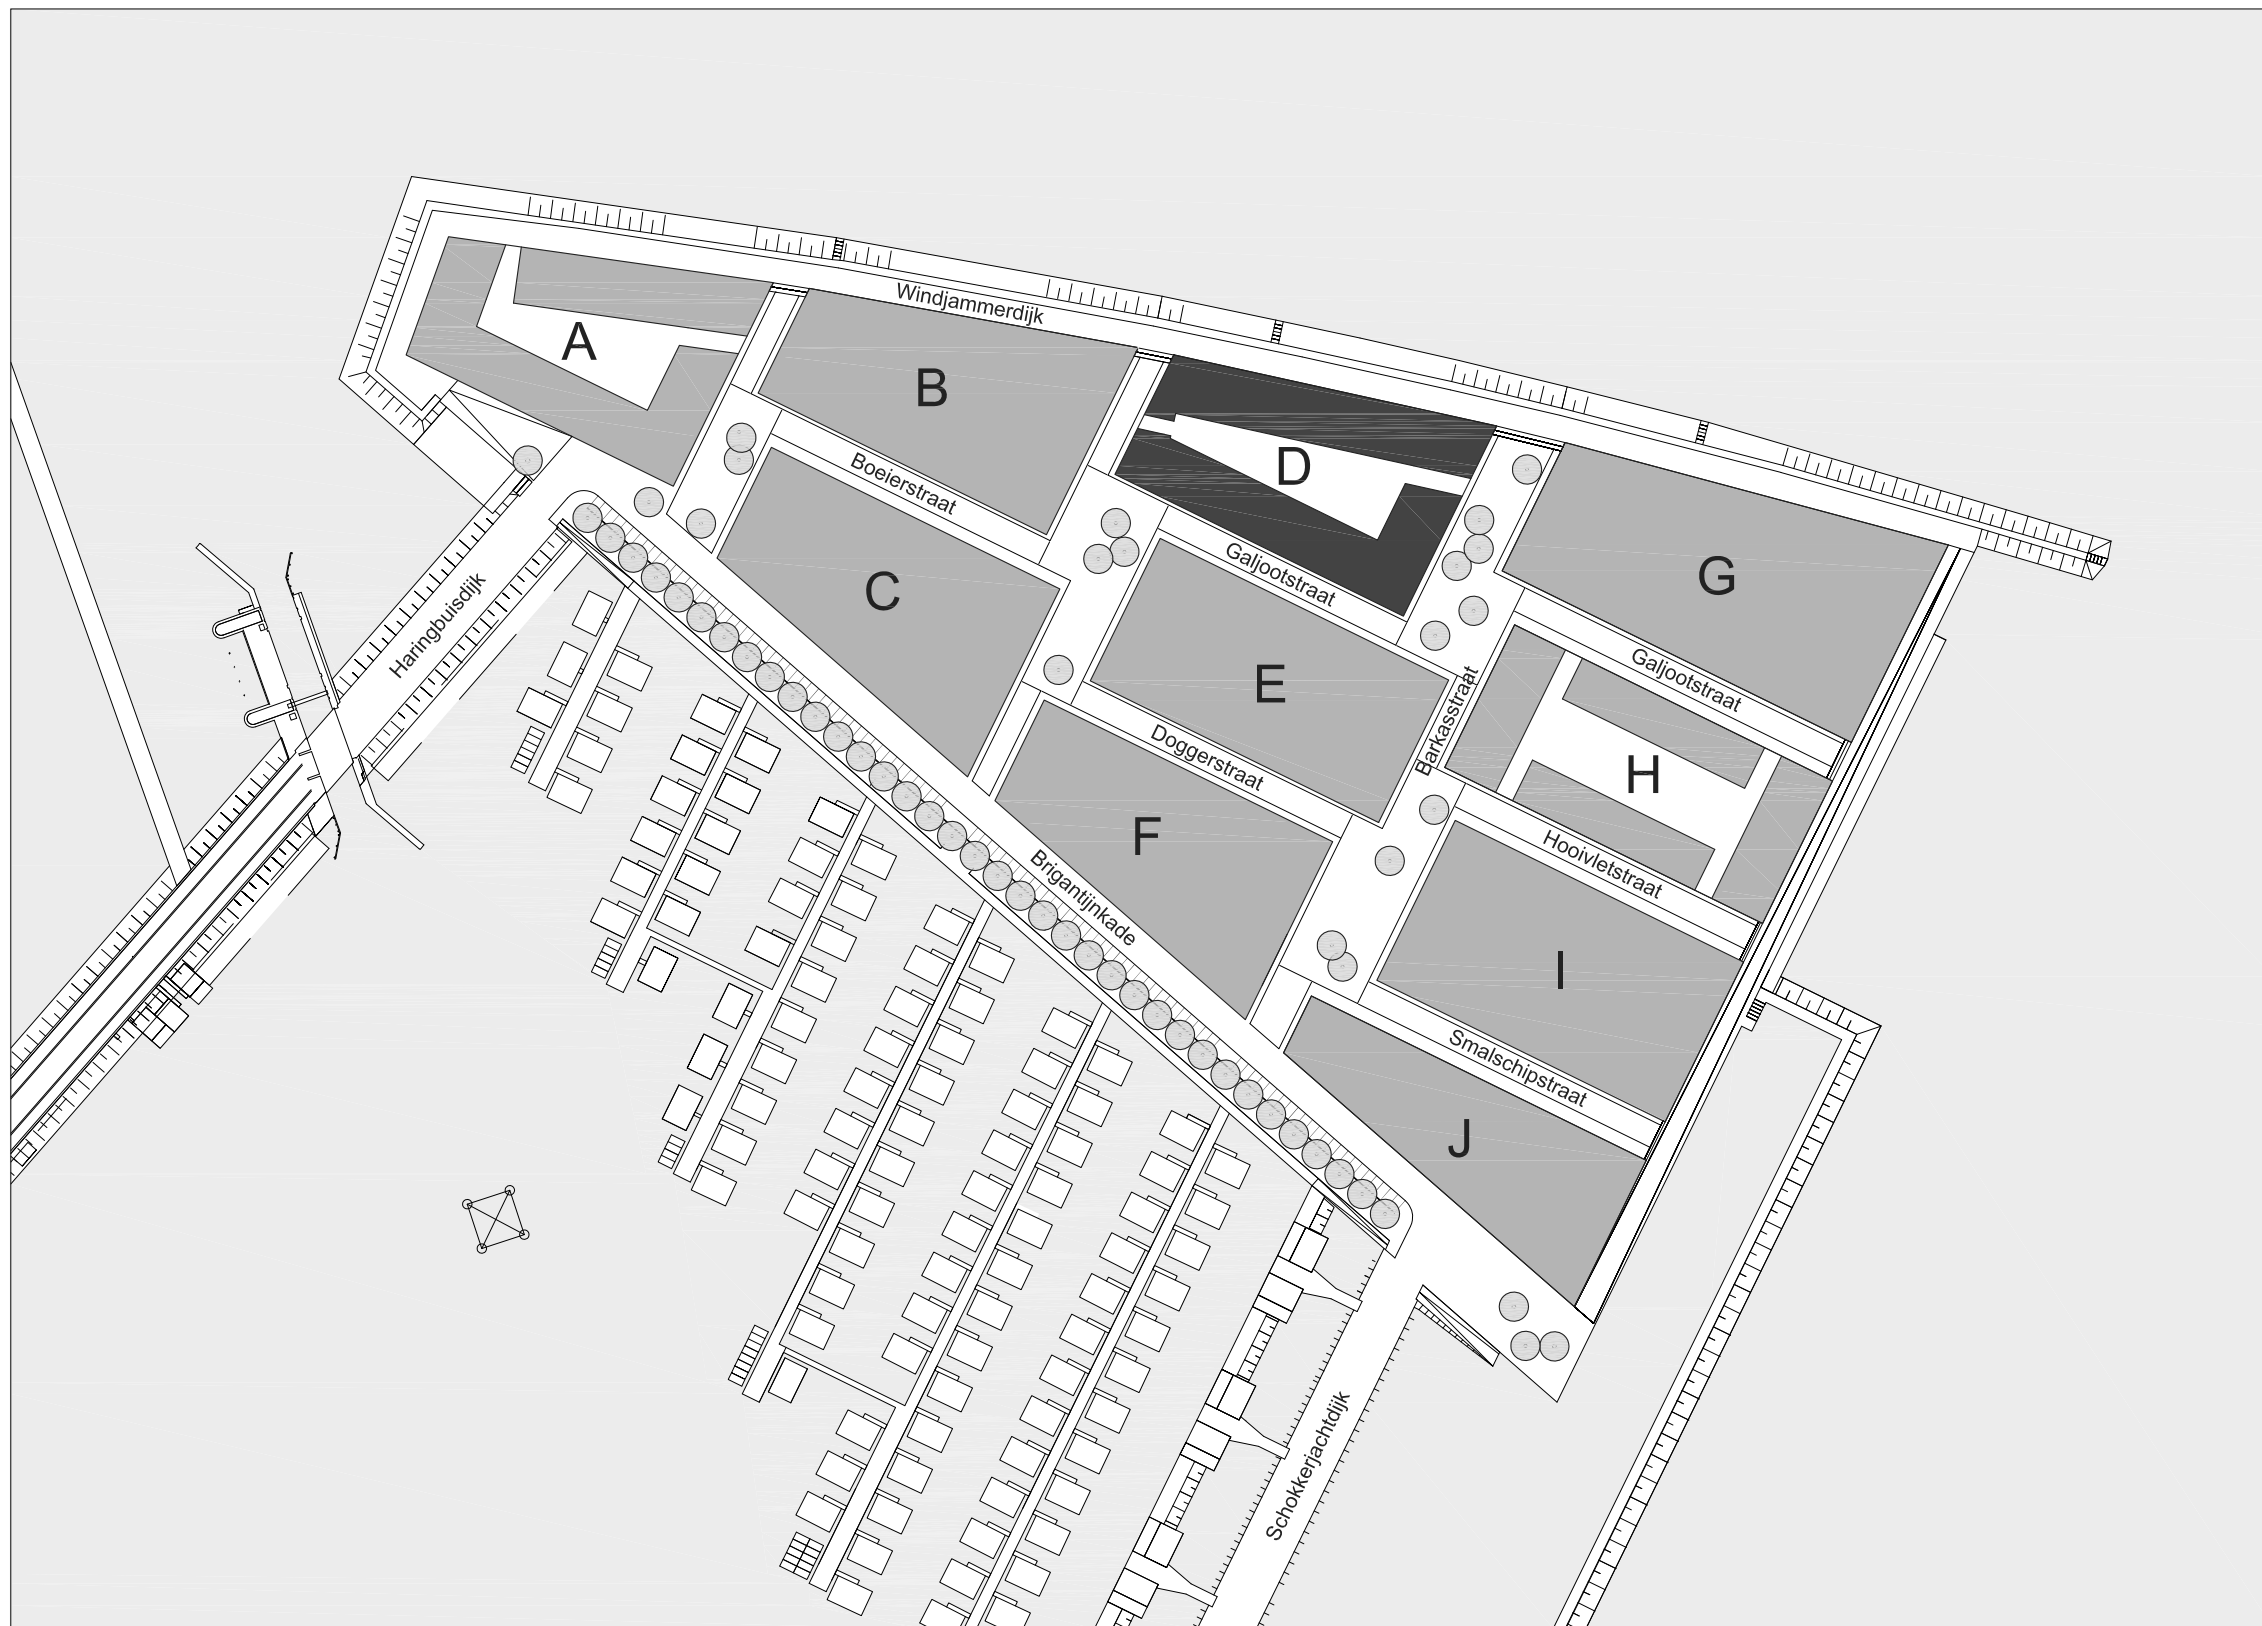 Windjammerdijk
A
B
D
Boeierstraat
Galjootstraat
G
C
Haringbuisdijk
E
Barkasstraat
Galjootstraat
Doggerstraat
H
F
Hooivletstraat
Brigantijnkade
I
Smalschipstraat
J
Schokkerjachtdijk